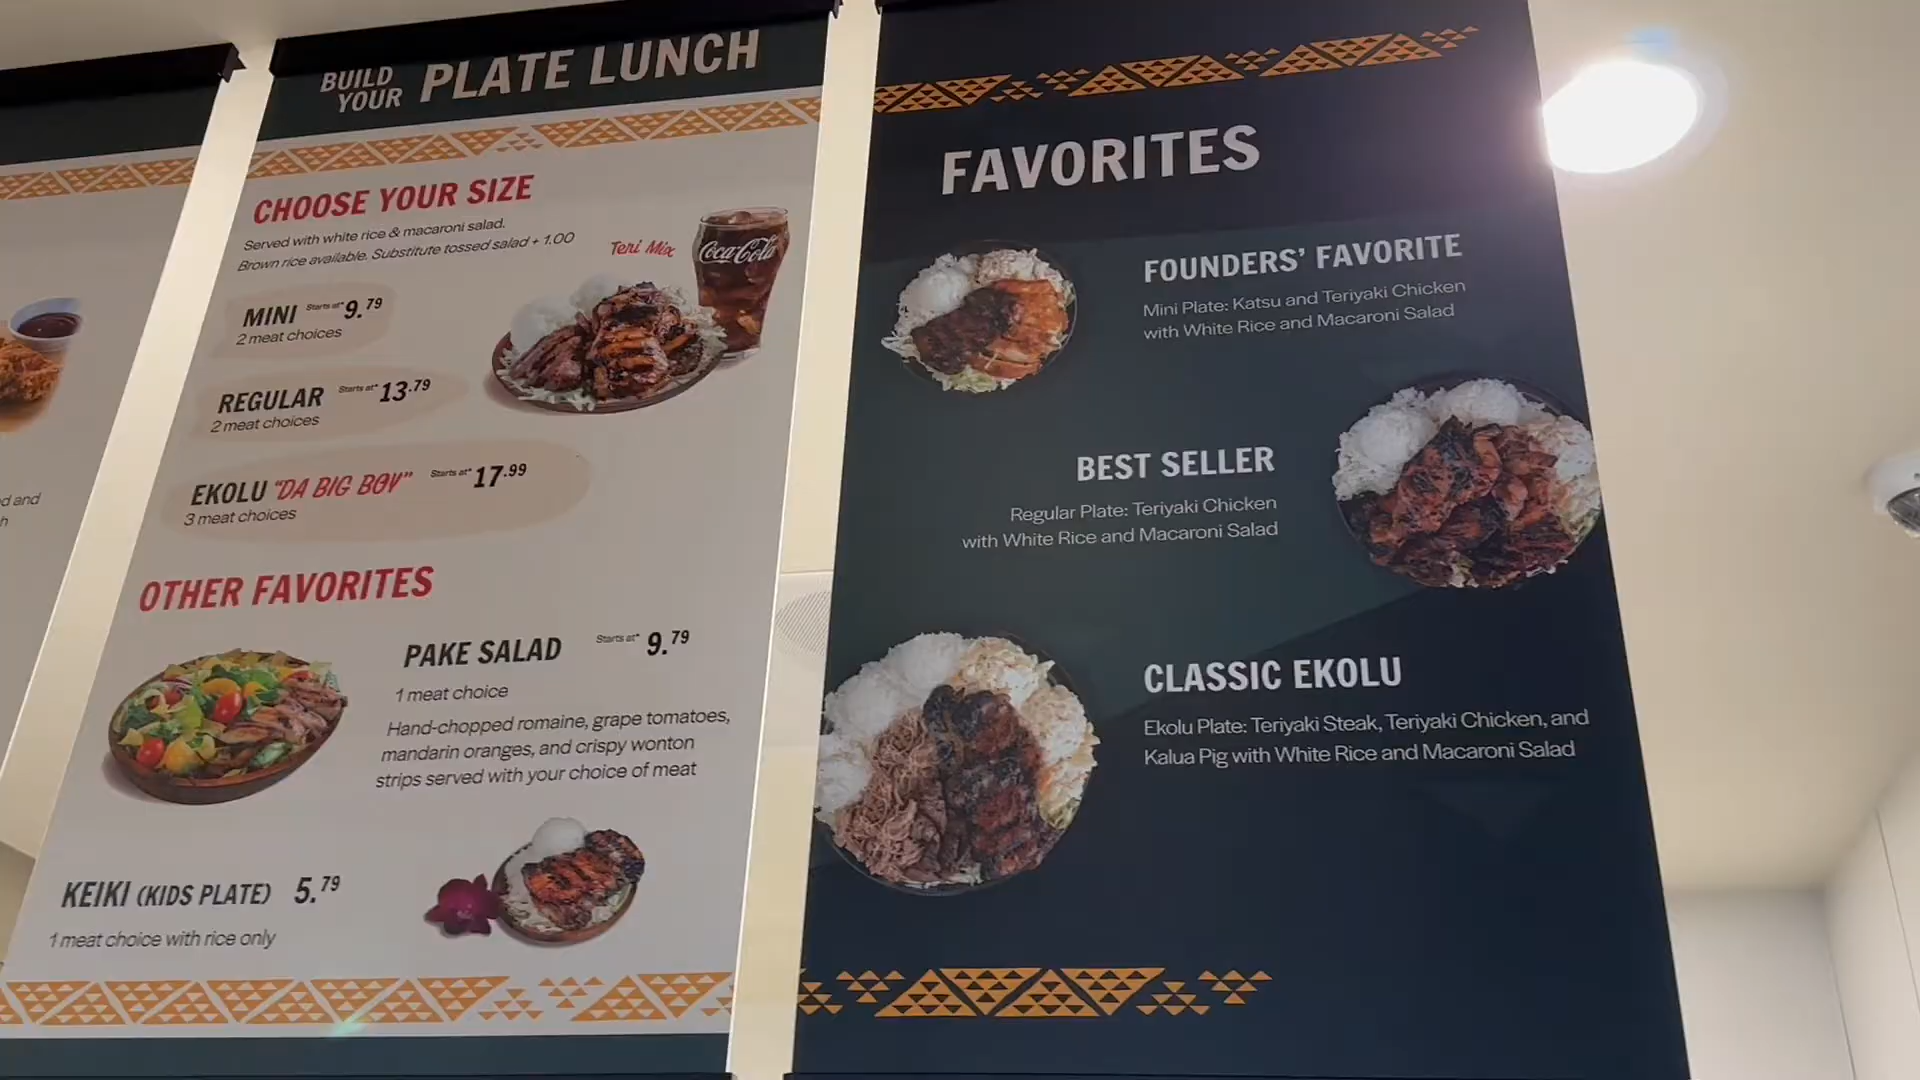 d and
h
BUILD
YOUR
PLATE LUNCH
CHOOSE YOUR SIZE
Served with white rice & macaroni salad.
Brown rice available. Substitute tossed salad + 1.00
Teri Mix
Coca-Cola
MINI Starts at* 9.79
2 meat choices
REGULAR Starts at* 13.79
2 meat choices
EKOLU "DA BIG BOY" Starts at* 17.99
3 meat choices
OTHER FAVORITES
PAKE SALAD Starts at* 9.79
1 meat choice
Hand-chopped romaine, grape tomatoes,
mandarin oranges, and crispy wonton
strips served with your choice of meat
KEIKI (KIDS PLATE) 5.79
1 meat choice with rice only
FAVORITES
FOUNDERS' FAVORITE
Mini Plate: Katsu and Teriyaki Chicken
with White Rice and Macaroni Salad
BEST SELLER
Regular Plate: Teriyaki Chicken
with White Rice and Macaroni Salad
CLASSIC EKOLU
Ekolu Plate: Teriyaki Steak, Teriyaki Chicken, and
Kalua Pig with White Rice and Macaroni Salad